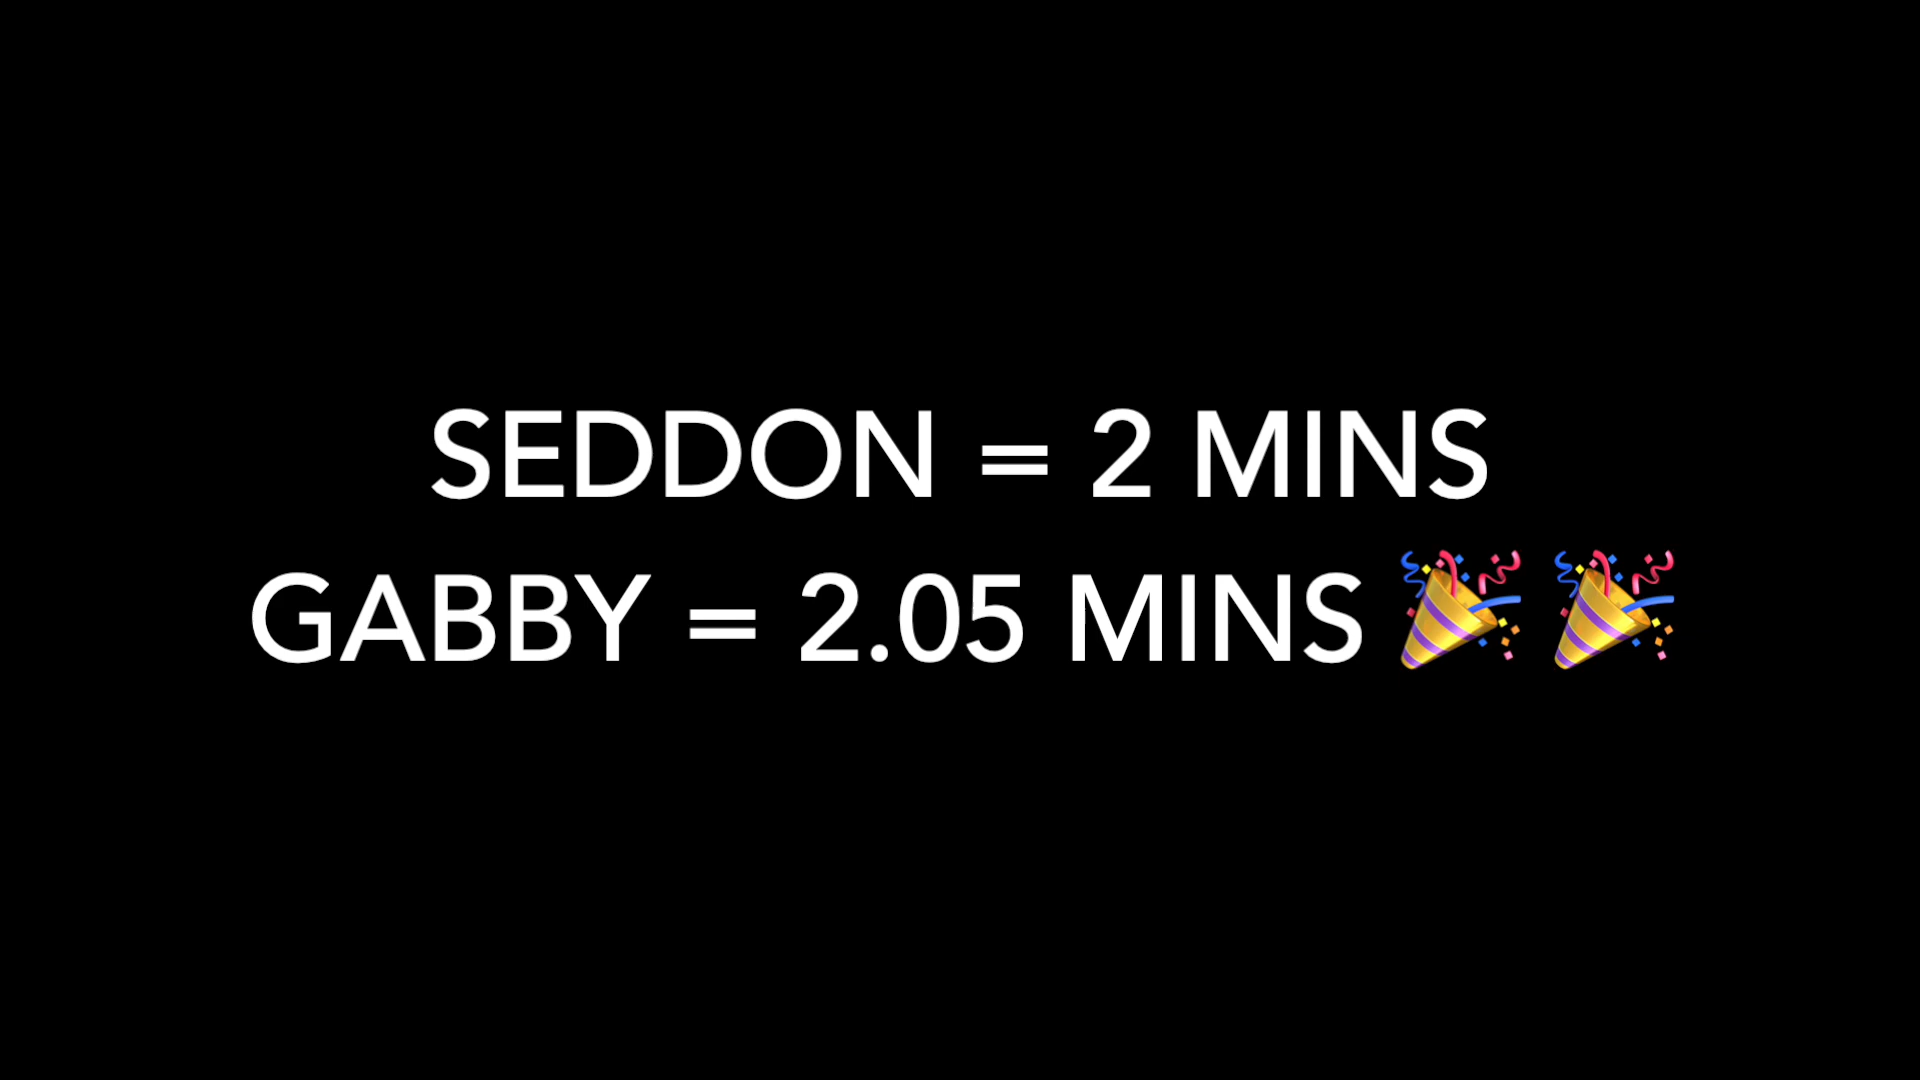 SEDDON = 2 MINS
GABBY = 2.05 MINS 🎉 🎉